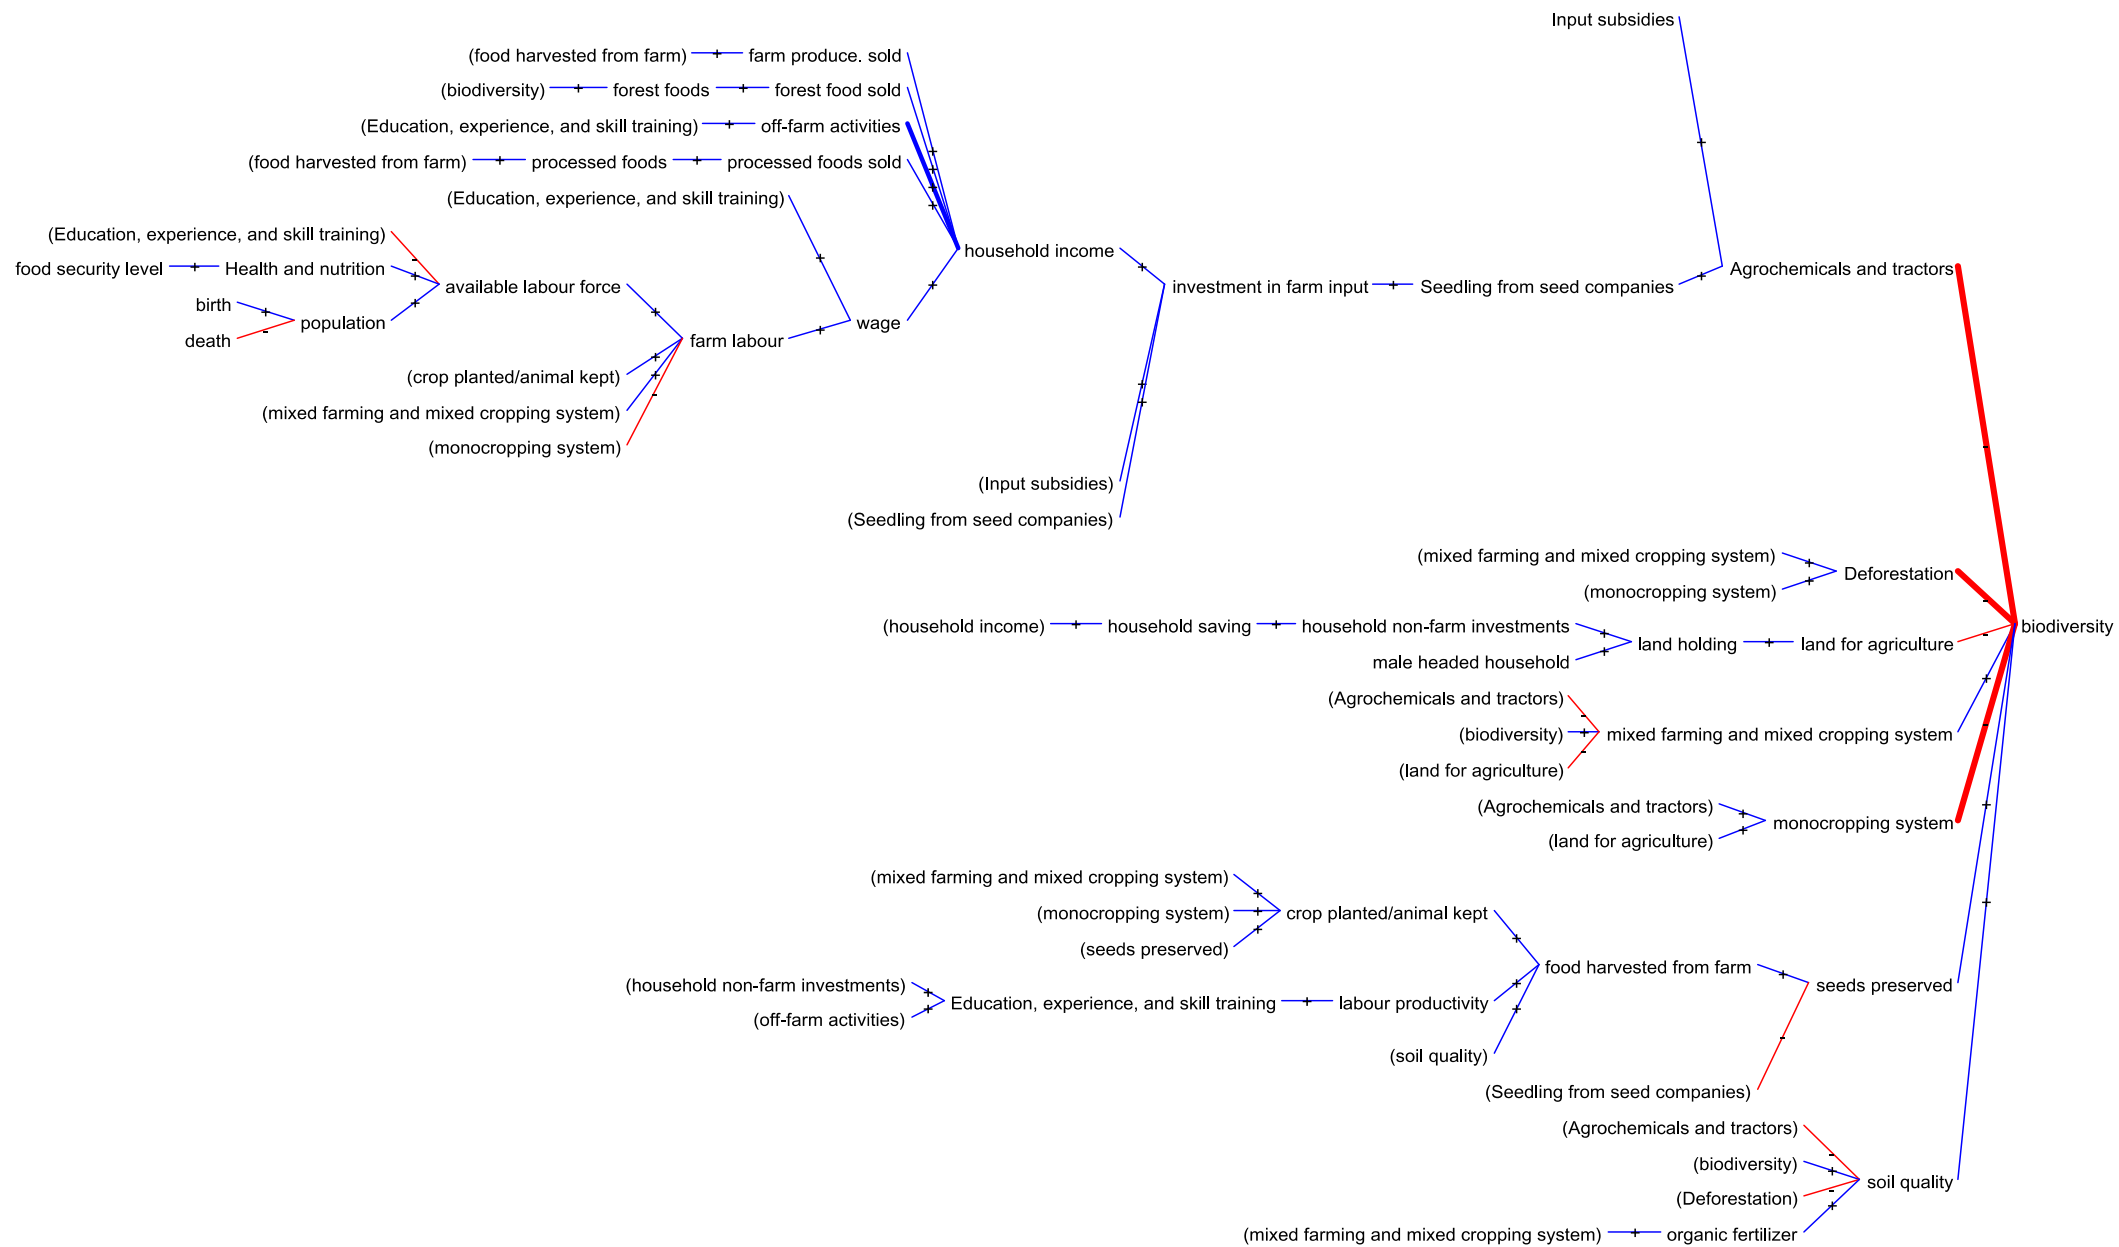 Input subsidies
(food harvested from farm) + farm produce. sold
(biodiversity) + forest foods + forest food sold
(Education, experience, and skill training) + off-farm activities
(food harvested from farm) + processed foods + processed foods sold
(Education, experience, and skill training)
(Education, experience, and skill training)
household income
food security level + Health and nutrition
Agrochemicals and tractors
available labour force
investment in farm input + Seedling from seed companies
birth
population
wage
death
farm labour
(crop planted/animal kept)
(mixed farming and mixed cropping system)
(monocropping system)
(Input subsidies)
(Seedling from seed companies)
(mixed farming and mixed cropping system)
Deforestation
(monocropping system)
(household income) + household saving + household non-farm investments
biodiversity
land holding + land for agriculture
male headed household
(Agrochemicals and tractors)
(biodiversity) + mixed farming and mixed cropping system
(land for agriculture)
(Agrochemicals and tractors)
monocropping system
(land for agriculture)
(mixed farming and mixed cropping system)
(monocropping system) + crop planted/animal kept
(seeds preserved)
food harvested from farm
(household non-farm investments)
seeds preserved
Education, experience, and skill training + labour productivity
(off-farm activities)
(soil quality)
(Seedling from seed companies)
(Agrochemicals and tractors)
(biodiversity)
soil quality
(Deforestation)
(mixed farming and mixed cropping system) + organic fertilizer